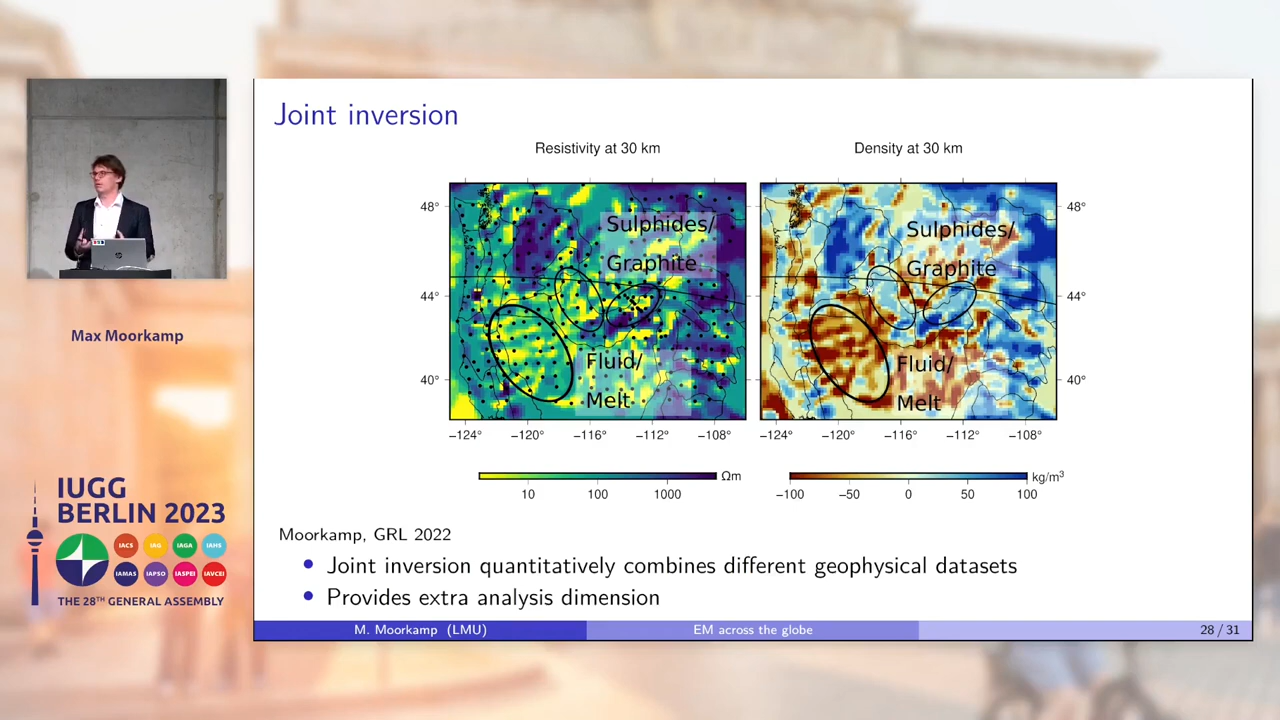 Joint inversion
Resistivity at 30 km
Density at 30 km
48°
44°
40°
Sulphides/
Graphite
Fluid/
Melt
−124° −120° −116° −112° −108°
Ωm
10 100 1000
Sulphides/
Graphite
Fluid/
Melt
48°
44°
40°
−124° −120° −116° −112° −108°
kg/m³
−100 −50 0 50 100
Moorkamp, GRL 2022
Joint inversion quantitatively combines different geophysical datasets
Provides extra analysis dimension
M. Moorkamp (LMU) EM across the globe 28 / 31
Max Moorkamp
IUGG
BERLIN 2023
IACS IAG IAGA IAHS
IAMAS IAPSO IASPEI IAVCEI
THE 28TH GENERAL ASSEMBLY